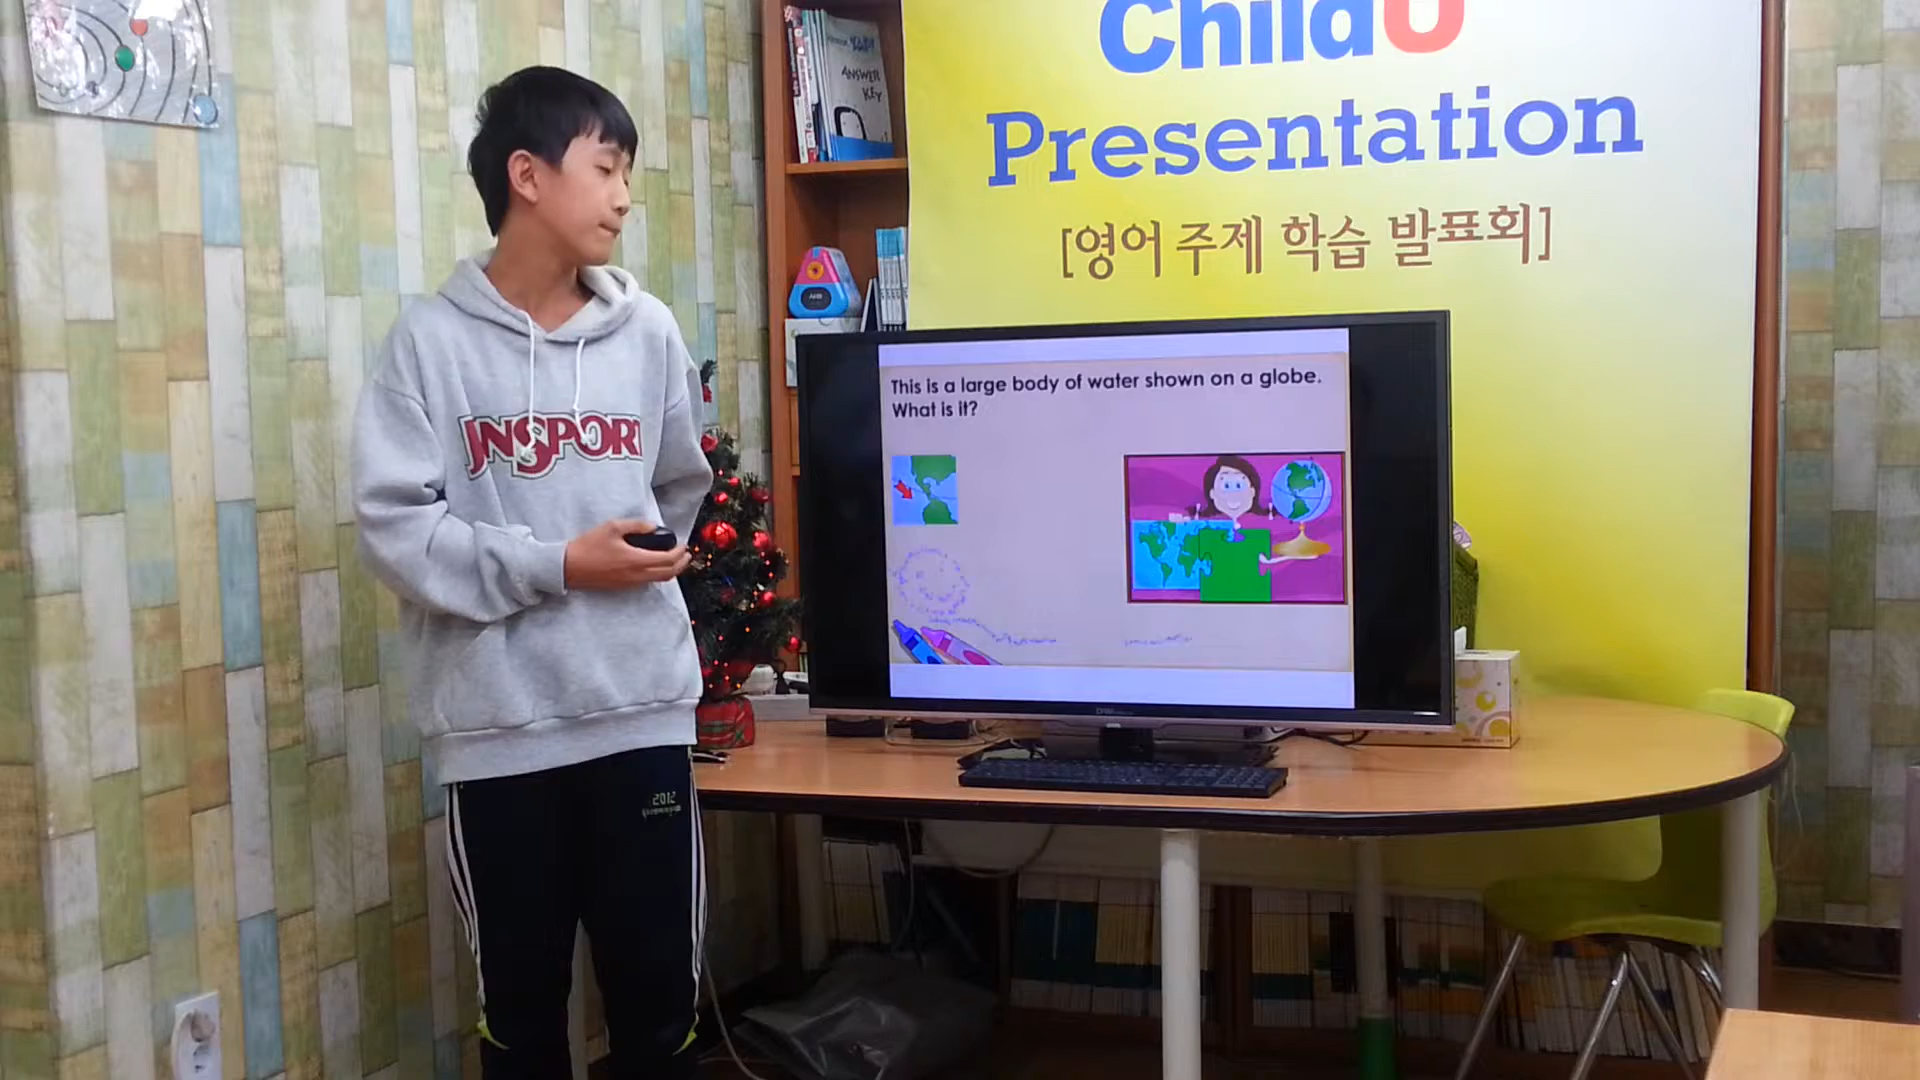 ChildU
Presentation
[영어 주제 학습 발표회]
ANSWER
KEY
This is a large body of water shown on a globe.
What is it?
JNSPORT
2012